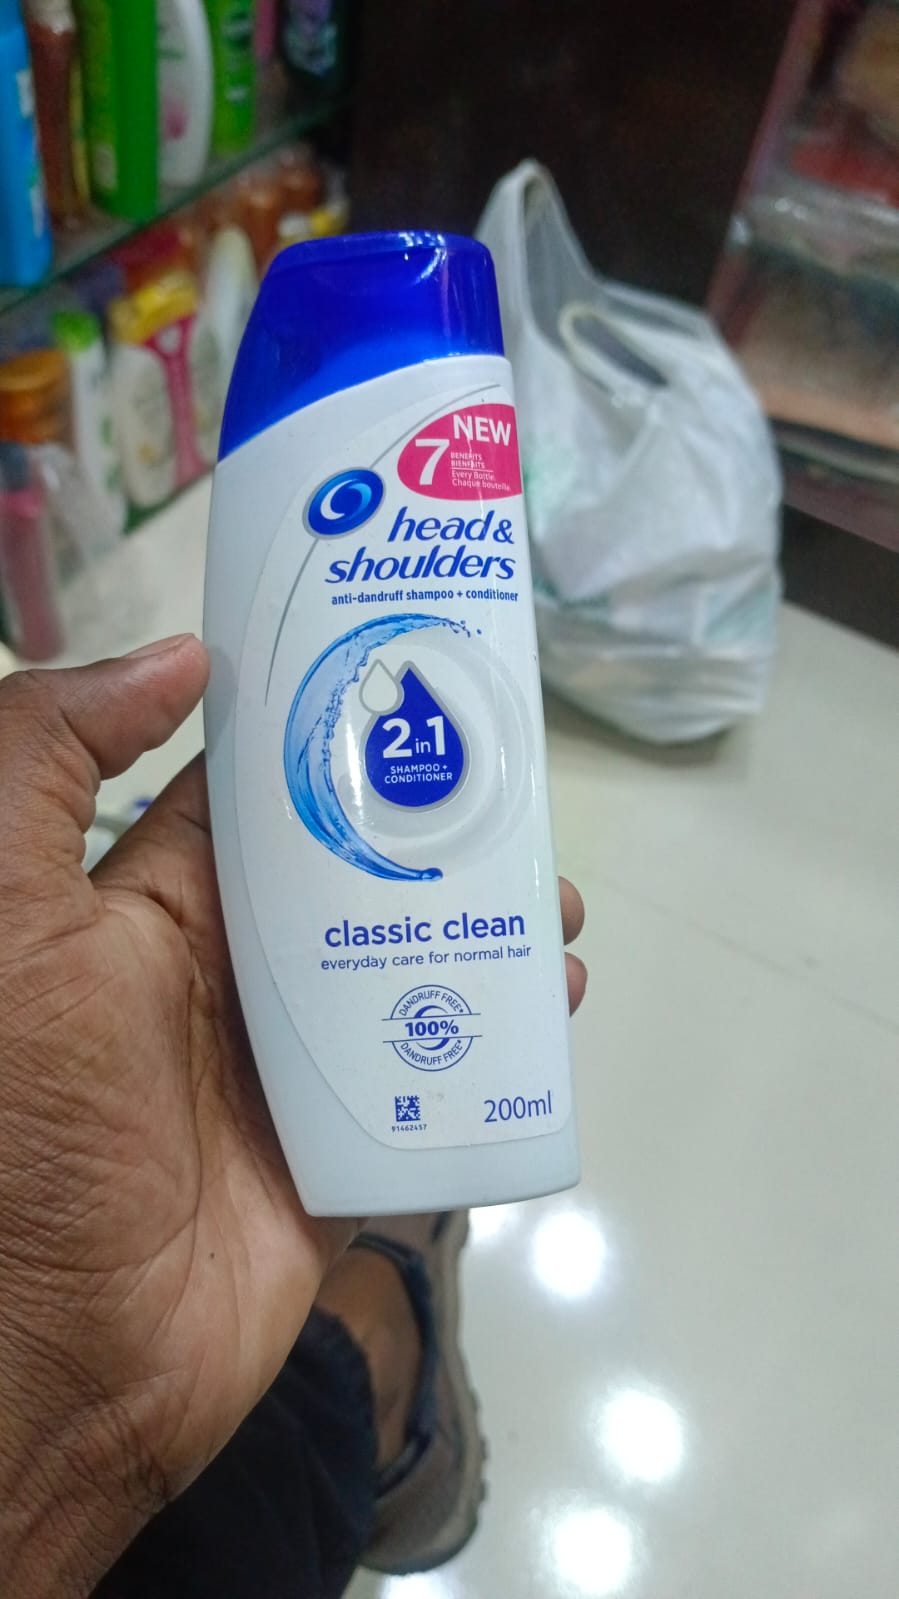 NEW
7
BENEFITS
BIENFAITS
Every Bottle.
Chaque bouteille.
head &
shoulders
anti-dandruff shampoo + conditioner
2in1
SHAMPOO +
CONDITIONER
classic clean
everyday care for normal hair
DANDRUFF FREE*
100%
DANDRUFF FREE*
91462457
200ml